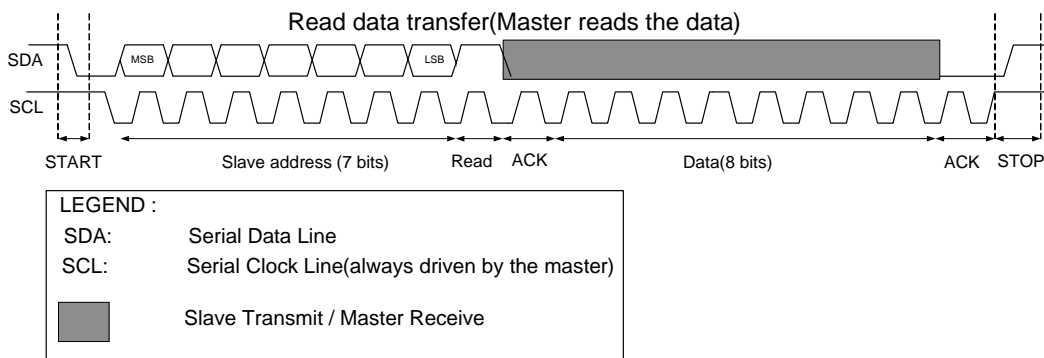 Read data transfer(Master reads the data)
SDA MSB LSB
SCL
START Slave address (7 bits) Read ACK Data(8 bits) ACK STOP
LEGEND :
SDA: Serial Data Line
SCL: Serial Clock Line(always driven by the master)
Slave Transmit / Master Receive